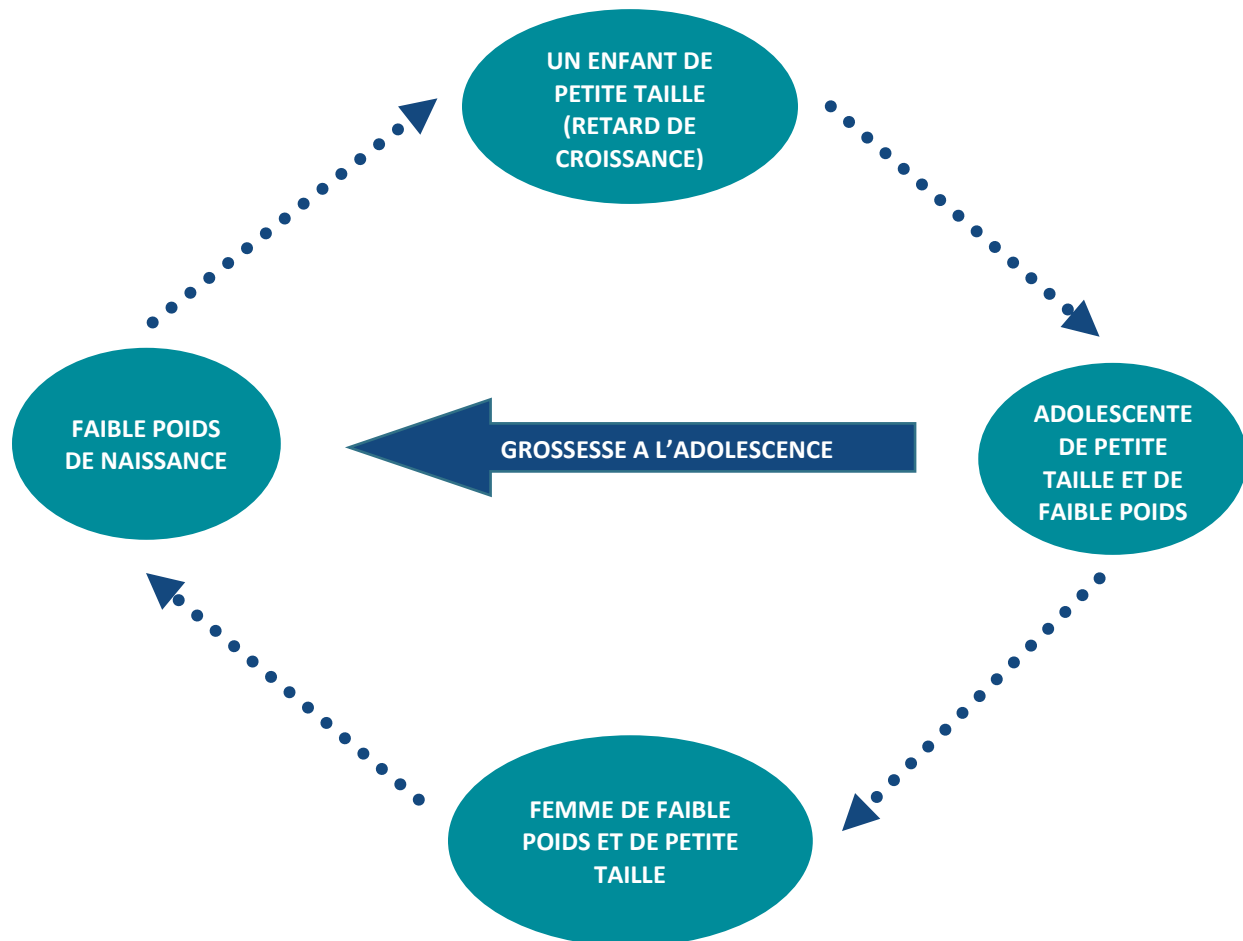 UN ENFANT DE
PETITE TAILLE
(RETARD DE
CROISSANCE)
FAIBLE POIDS
DE NAISSANCE
GROSSESSE A L’ADOLESCENCE
ADOLESCENTE
DE PETITE
TAILLE ET DE
FAIBLE POIDS
FEMME DE FAIBLE
POIDS ET DE PETITE
TAILLE